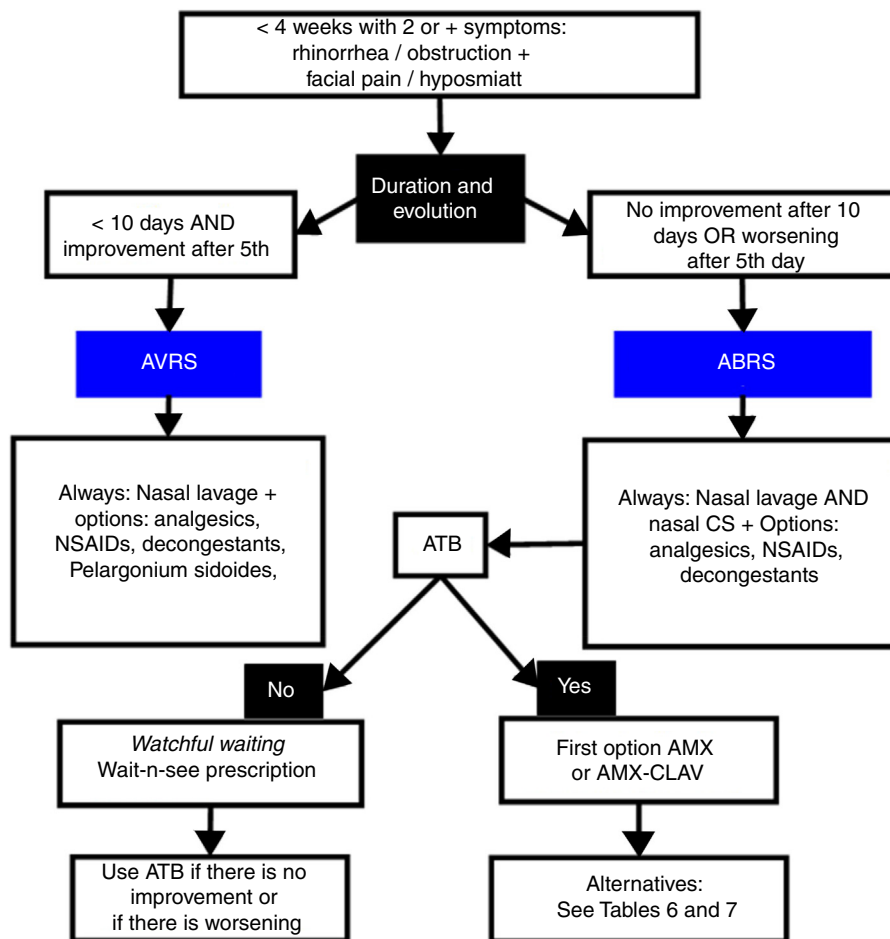 < 4 weeks with 2 or + symptoms:
rhinorrhea / obstruction +
facial pain / hyposmiatt
Duration and
evolution
< 10 days AND
improvement after 5th
No improvement after 10
days OR worsening
after 5th day
AVRS
ABRS
Always: Nasal lavage +
options: analgesics,
NSAIDs, decongestants,
Pelargonium sidoides,
Always: Nasal lavage AND
nasal CS + Options:
analgesics, NSAIDs,
decongestants
ATB
No
Yes
Watchful waiting
Wait-n-see prescription
First option AMX
or AMX-CLAV
Use ATB if there is no
improvement or
if there is worsening
Alternatives:
See Tables 6 and 7